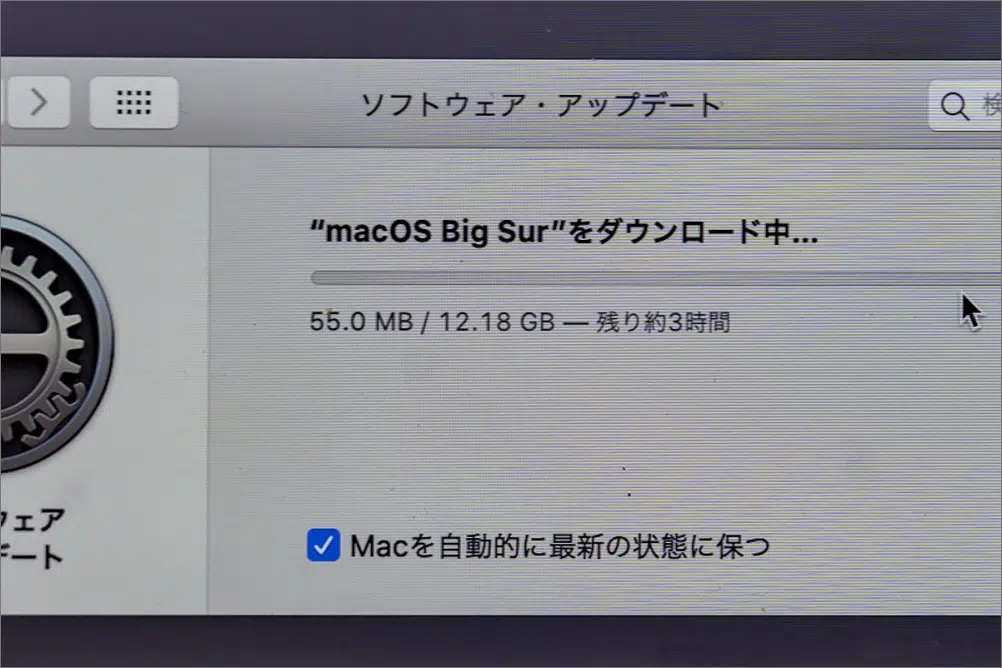 ソフトウェア・アップデート
検
“macOS Big Sur”をダウンロード中...
55.0 MB / 12.18 GB — 残り約3時間
ウェア
デート
Macを自動的に最新の状態に保つ